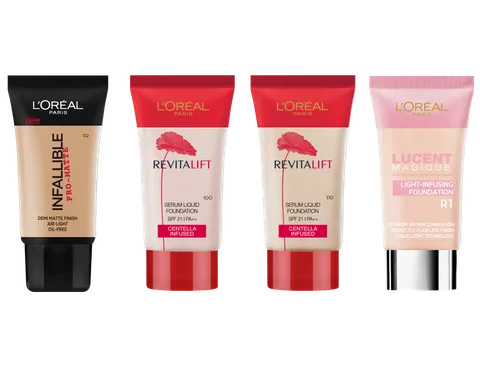 L'ORÉAL
PARIS
102
INFALLIBLE
PRO-MATTE
DEMI MATTE FINISH
AIR-LIGHT
OIL-FREE
L'ORÉAL
PARIS
REVITALIFT
100
SERUM LIQUID
FOUNDATION
SPF 21 | PA++
CENTELLA
INFUSED
L'ORÉAL
PARIS
REVITALIFT
110
SERUM LIQUID
FOUNDATION
SPF 21 | PA++
CENTELLA
INFUSED
L'ORÉAL
PARIS
LUCENT
MAGIQUE
LIGHT-INFUSING
FOUNDATION
R1